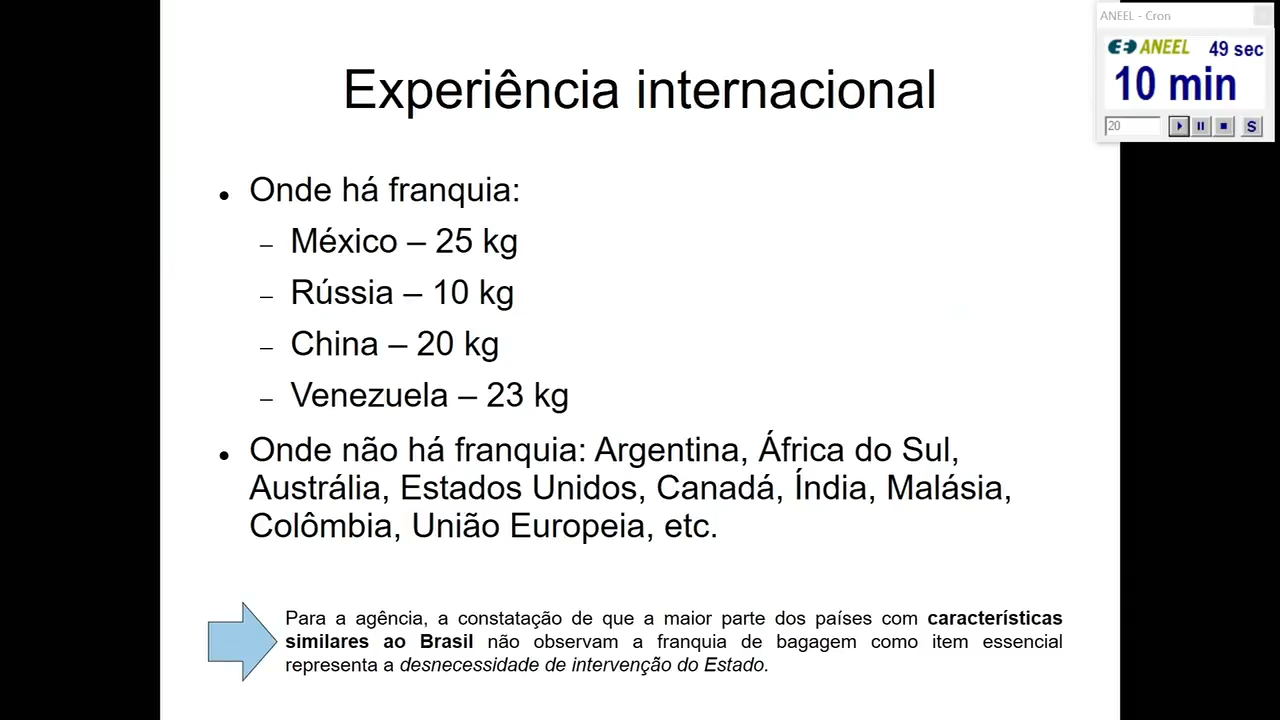 ANEEL - Cron
ANEEL 49 sec
10 min
20
S
Experiência internacional
Onde há franquia:
– México – 25 kg
– Rússia – 10 kg
– China – 20 kg
– Venezuela – 23 kg
Onde não há franquia: Argentina, África do Sul,
Austrália, Estados Unidos, Canadá, Índia, Malásia,
Colômbia, União Europeia, etc.
Para a agência, a constatação de que a maior parte dos países com características
similares ao Brasil não observam a franquia de bagagem como item essencial
representa a desnecessidade de intervenção do Estado.